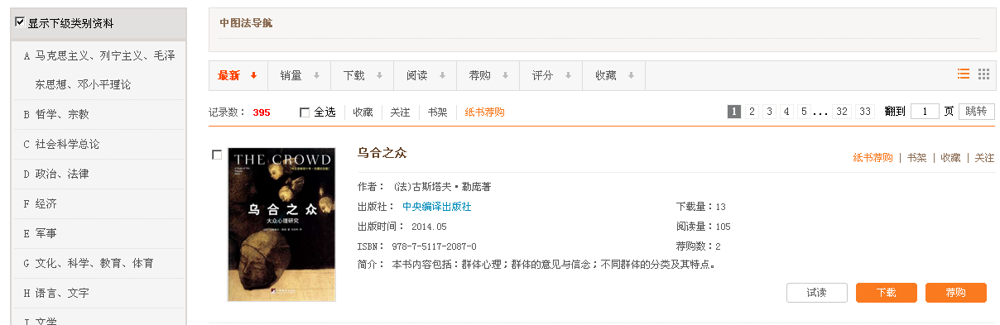 显示下级类别资料
A 马克思主义、列宁主义、毛泽
东思想、邓小平理论
B 哲学、宗教
C 社会科学总论
D 政治、法律
F 经济
E 军事
G 文化、科学、教育、体育
H 语言、文字
I 文学
中图法导航
最新 销量 下载 阅读 荐购 评分 收藏
记录数： 395 全选 收藏 关注 书架 纸书荐购 1 2 3 4 5 ... 32 33 翻到 1 页 跳转
THE CROWD
乌合之众
大众心理研究
乌合之众
纸书荐购 | 书架 | 收藏 | 关注
作者： (法)古斯塔夫·勒庞著
出版社： 中央编译出版社 下载量：13
出版时间： 2014.05 阅读量：105
ISBN： 978-7-5117-2087-0 荐购数：2
简介： 本书内容包括：群体心理；群体的意见与信念；不同群体的分类及其特点。
试读 下载 荐购